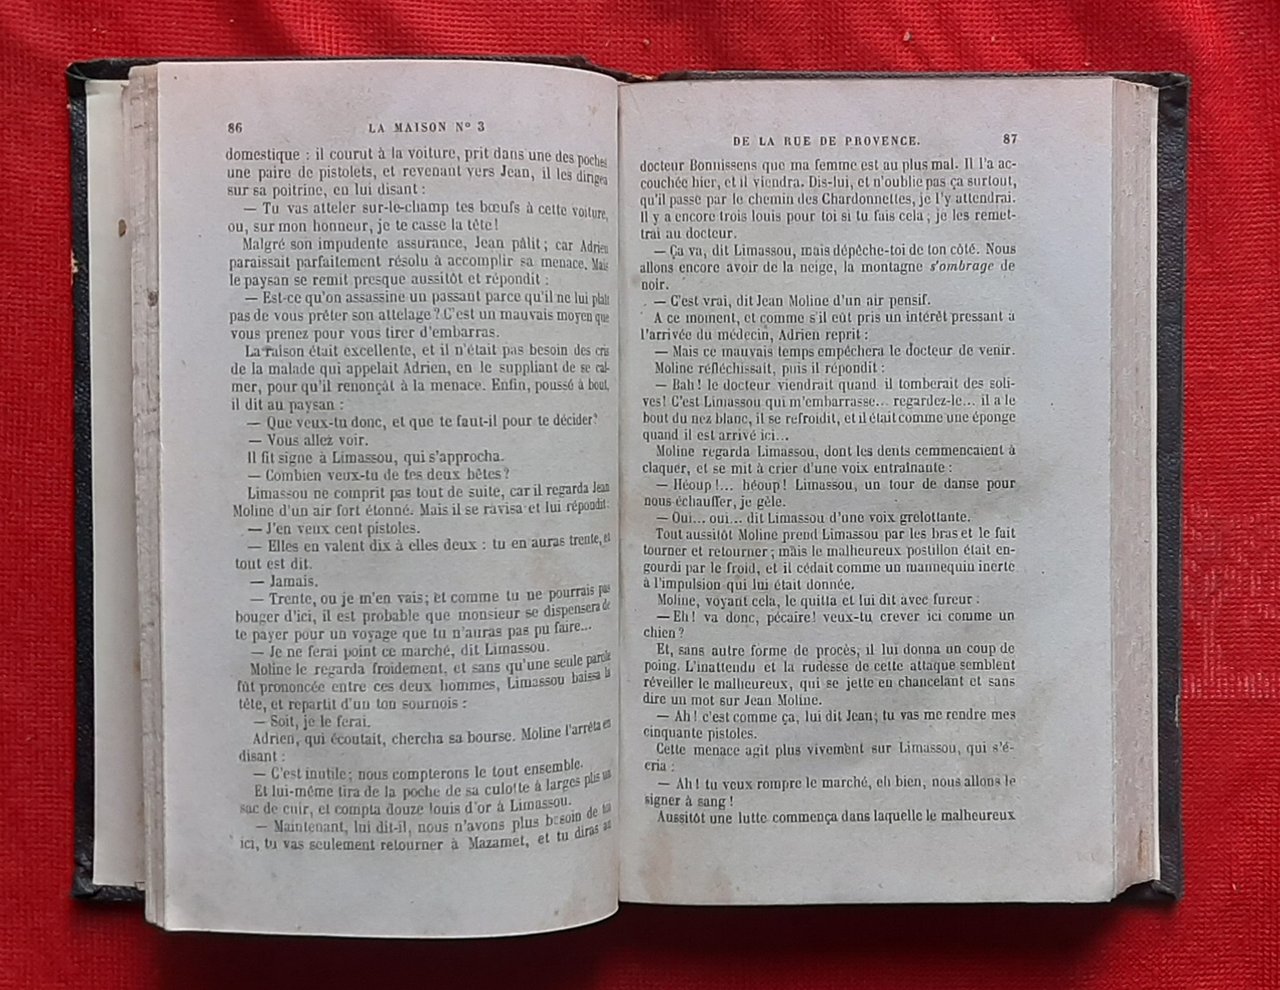 86
LA MAISON N° 3
domestique : il courut à la voiture, prit dans une des poches
une paire de pistolets, et revenant vers Jean, il les dirigea
sur sa poitrine, en lui disant :
— Tu vas atteler sur-le-champ tes bœufs à cette voiture,
ou, sur mon honneur, je te casse la tête!
Malgré son impudente assurance, Jean pâlit; car Adrien
paraissait parfaitement résolu à accomplir sa menace. Mais
le paysan se remit presque aussitôt et répondit :
— Est-ce qu'on assassine un passant parce qu'il ne lui plaît
pas de vous prêter son attelage? C'est un mauvais moyen que
vous prenez pour vous tirer d'embarras.
La raison était excellente, et il n'était pas besoin des cris
de la malade qui appelait Adrien, en le suppliant de se cal-
mer, pour qu'il renonçât à la menace. Enfin, poussé à bout,
il dit au paysan :
— Que veux-tu donc, et que te faut-il pour te décider?
— Vous allez voir.
Il fit signe à Limassou, qui s'approcha.
— Combien veux-tu de tes deux bêtes?
Limassou ne comprit pas tout de suite, car il regarda Jean
Moline d'un air fort étonné. Mais il se ravisa et lui répondit:
— J'en veux cent pistoles.
— Elles en valent dix à elles deux : tu en auras trente, et
tout est dit.
— Jamais.
— Trente, ou je m'en vais; et comme tu ne pourrais pas
bouger d'ici, il est probable que monsieur se dispensera de
te payer pour un voyage que tu n'auras pas pu faire...
— Je ne ferai point ce marché, dit Limassou.
Moline le regarda froidement, et sans qu'une seule parole
fût prononcée entre ces deux hommes, Limassou baissa la
tête, et repartit d'un ton sournois :
— Soit, je le ferai.
Adrien, qui écoutait, chercha sa bourse. Moline l'arrêta en
disant :
— C'est inutile; nous compterons le tout ensemble.
Et lui-même tira de la poche de sa culotte à larges plis un
sac de cuir, et compta douze louis d'or à Limassou.
— Maintenant, lui dit-il, nous n'avons plus besoin de toi
ici, tu vas seulement retourner à Mazamet, et tu diras au
DE LA RUE DE PROVENCE.
87
docteur Bonnissens que ma femme est au plus mal. Il l'a ac-
couchée hier, et il viendra. Dis-lui, et n'oublie pas ça surtout,
qu'il passe par le chemin des Chardonnettes, je l'y attendrai.
Il y a encore trois louis pour toi si tu fais cela; je les remet-
trai au docteur.
— Ça va, dit Limassou, mais dépêche-toi de ton côté. Nous
allons encore avoir de la neige, la montagne s'ombrage de
noir.
— C'est vrai, dit Jean Moline d'un air pensif.
A ce moment, et comme s'il eût pris un intérêt pressant à
l'arrivée du médecin, Adrien reprit :
— Mais ce mauvais temps empêchera le docteur de venir.
Moline réfléchissait, puis il répondit :
— Bah! le docteur viendrait quand il tomberait des soli-
ves! C'est Limassou qui m'embarrasse... regardez-le... il a le
bout du nez blanc, il se refroidit, et il était comme une éponge
quand il est arrivé ici...
Moline regarda Limassou, dont les dents commencaient à
claquer, et se mit à crier d'une voix entraînante :
— Héoup!... héoup! Limassou, un tour de danse pour
nous échauffer, je gèle.
— Oui... oui... dit Limassou d'une voix grelottante.
Tout aussitôt Moline prend Limassou par les bras et le fait
tourner et retourner; mais le malheureux postillon était en-
gourdi par le froid, et il cédait comme un mannequin inerte
à l'impulsion qui lui était donnée.
Moline, voyant cela, le quitta et lui dit avec fureur :
— Eh! va donc, pécaire! veux-tu crever ici comme un
chien?
Et, sans autre forme de procès, il lui donna un coup de
poing. L'inattendu et la rudesse de cette attaque semblent
réveiller le malheureux, qui se jette en chancelant et sans
dire un mot sur Jean Moline.
— Ah! c'est comme ça, lui dit Jean; tu vas me rendre mes
cinquante pistoles.
Cette menace agit plus vivement sur Limassou, qui s'é-
cria :
— Ah! tu veux rompre le marché, eh bien, nous allons le
signer à sang!
Aussitôt une lutte commença dans laquelle le malheureux